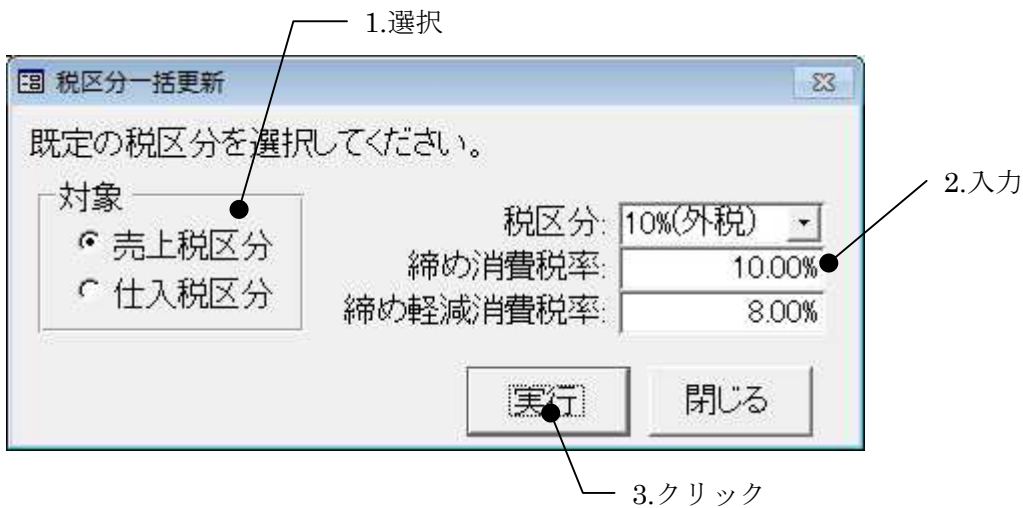 1.選択
税区分一括更新
既定の税区分を選択してください。
対象
売上税区分
仕入税区分
税区分: 10%(外税)
締め消費税率: 10.00%
締め軽減消費税率: 8.00%
2.入力
実行 閉じる
3.クリック